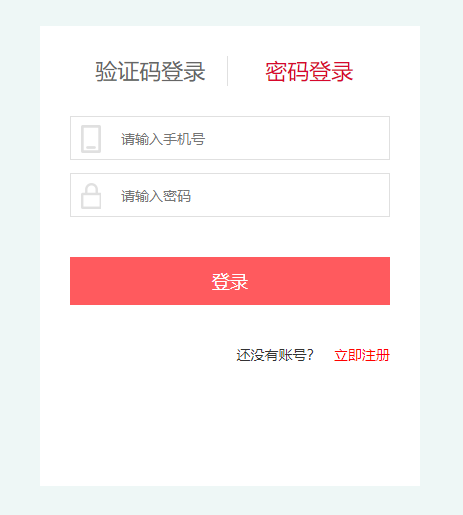 验证码登录 密码登录
请输入手机号
请输入密码
登录
还没有账号？ 立即注册